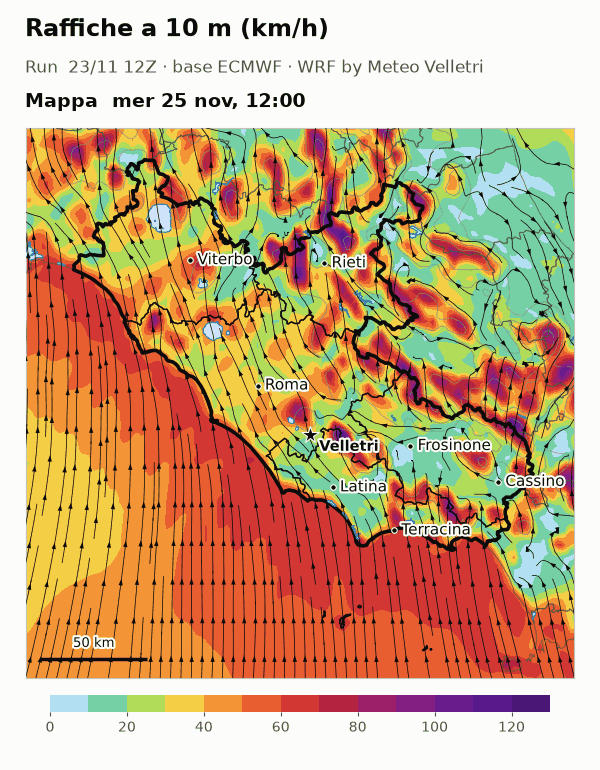 Raffiche a 10 m (km/h)
Run  23/11 12Z · base ECMWF · WRF by Meteo Velletri
Mappa  mer 25 nov, 12:00
Viterbo
Rieti
Roma
Velletri
Frosinone
Cassino
Latina
Terracina
50 km
0 20 40 60 80 100 120